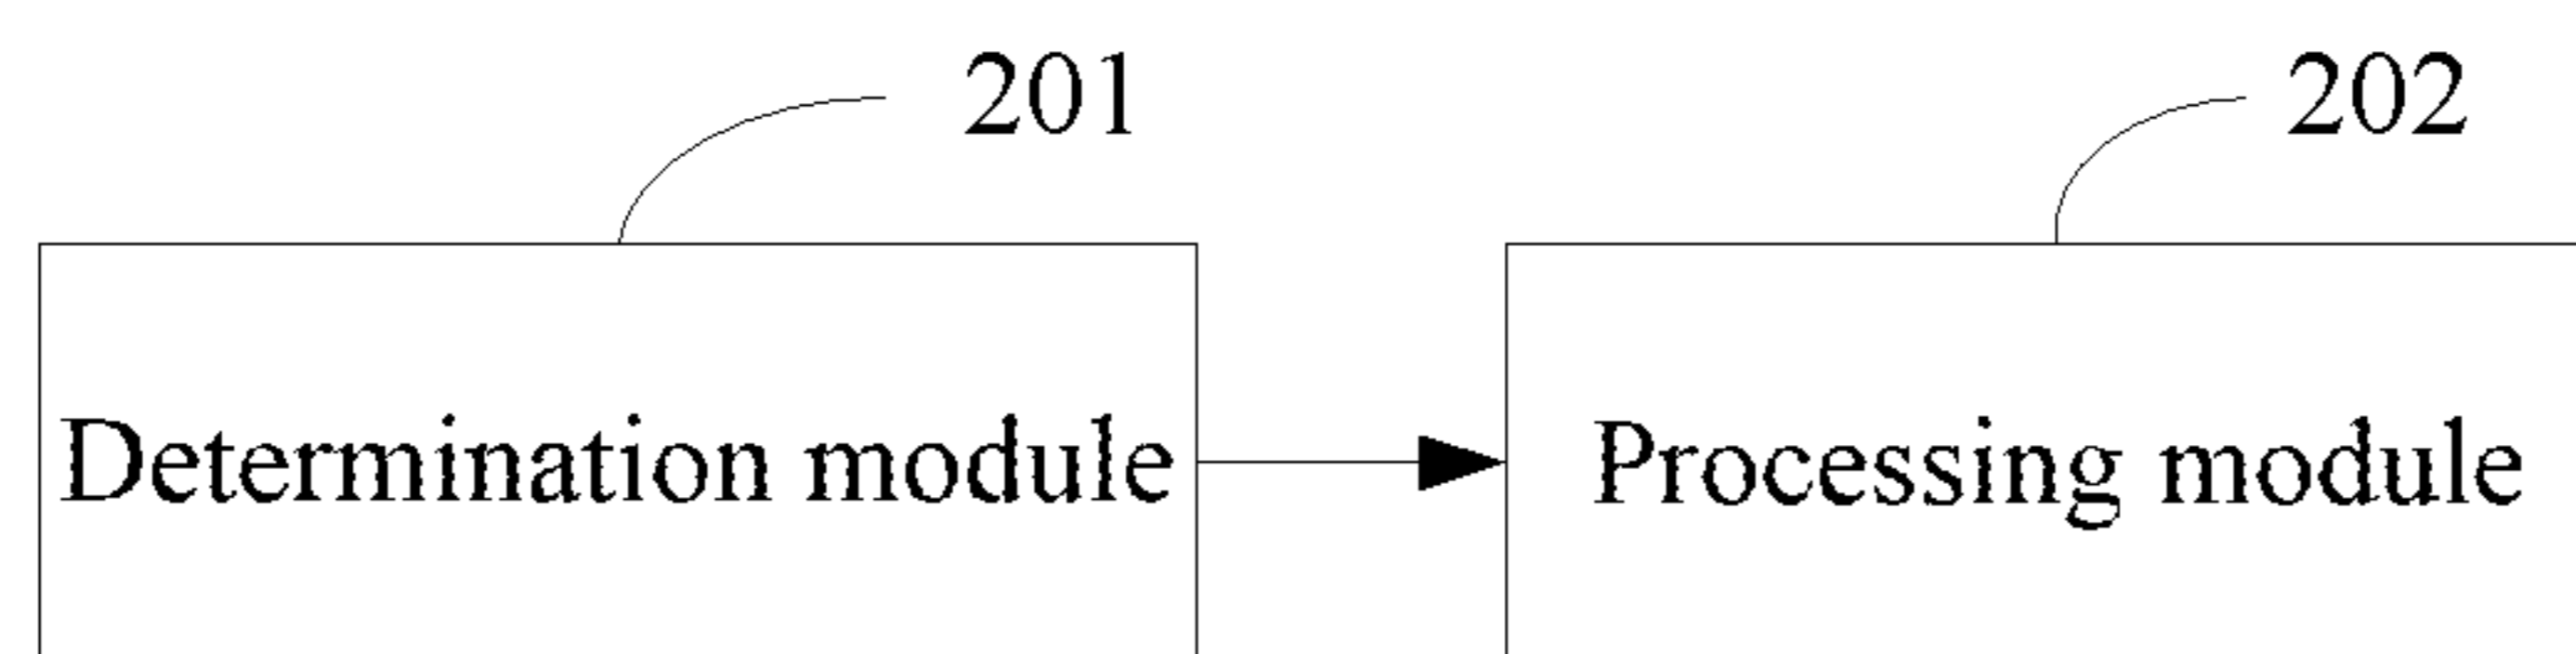 201
202
Determination module
Processing module